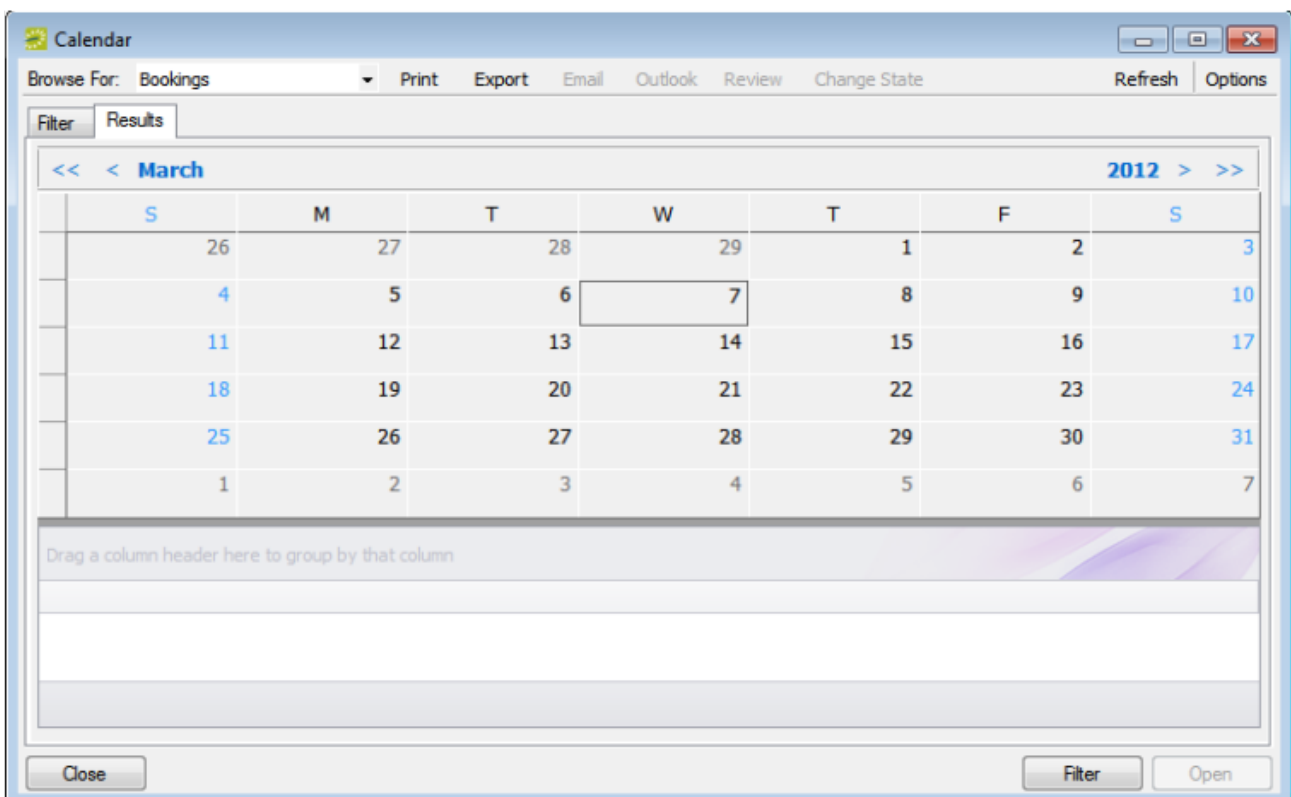 Calendar
Browse For: Bookings Print Export Email Outlook Review Change State Refresh Options
Filter Results
<< < March 2012 > >>
S M T W T F S
26 27 28 29 1 2 3
4 5 6 7 8 9 10
11 12 13 14 15 16 17
18 19 20 21 22 23 24
25 26 27 28 29 30 31
1 2 3 4 5 6 7
Drag a column header here to group by that column
Close Filter Open